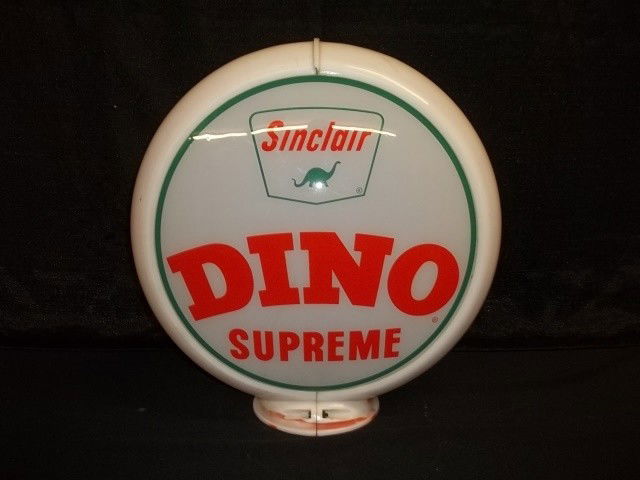 Sinclair
®
DINO
®
SUPREME